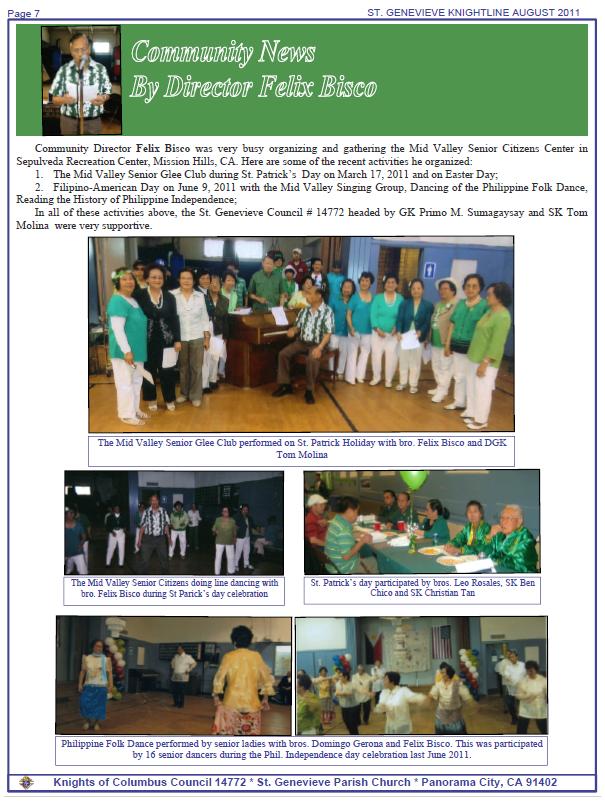 Page 7
ST. GENEVIEVE KNIGHTLINE AUGUST 2011
Community News
By Director Felix Bisco
Community Director Felix Bisco was very busy organizing and gathering the Mid Valley Senior Citizens Center in
Sepulveda Recreation Center, Mission Hills, CA. Here are some of the recent activities he organized:
1. The Mid Valley Senior Glee Club during St. Patrick's Day on March 17, 2011 and on Easter Day;
2. Filipino-American Day on June 9, 2011 with the Mid Valley Singing Group, Dancing of the Philippine Folk Dance,
Reading the History of Philippine Independence;
In all of these activities above, the St. Genevieve Council # 14772 headed by GK Primo M. Sumagaysay and SK Tom
Molina were very supportive.
The Mid Valley Senior Glee Club performed on St. Patrick Holiday with bro. Felix Bisco and DGK
Tom Molina
The Mid Valley Senior Citizens doing line dancing with
bro. Felix Bisco during St Parick's day celebration
St. Patrick's day participated by bros. Leo Rosales, SK Ben
Chico and SK Christian Tan
Philippine Folk Dance performed by senior ladies with bros. Domingo Gerona and Felix Bisco. This was participated
by 16 senior dancers during the Phil. Independence day celebration last June 2011.
Knights of Columbus Council 14772 * St. Genevieve Parish Church * Panorama City, CA 91402